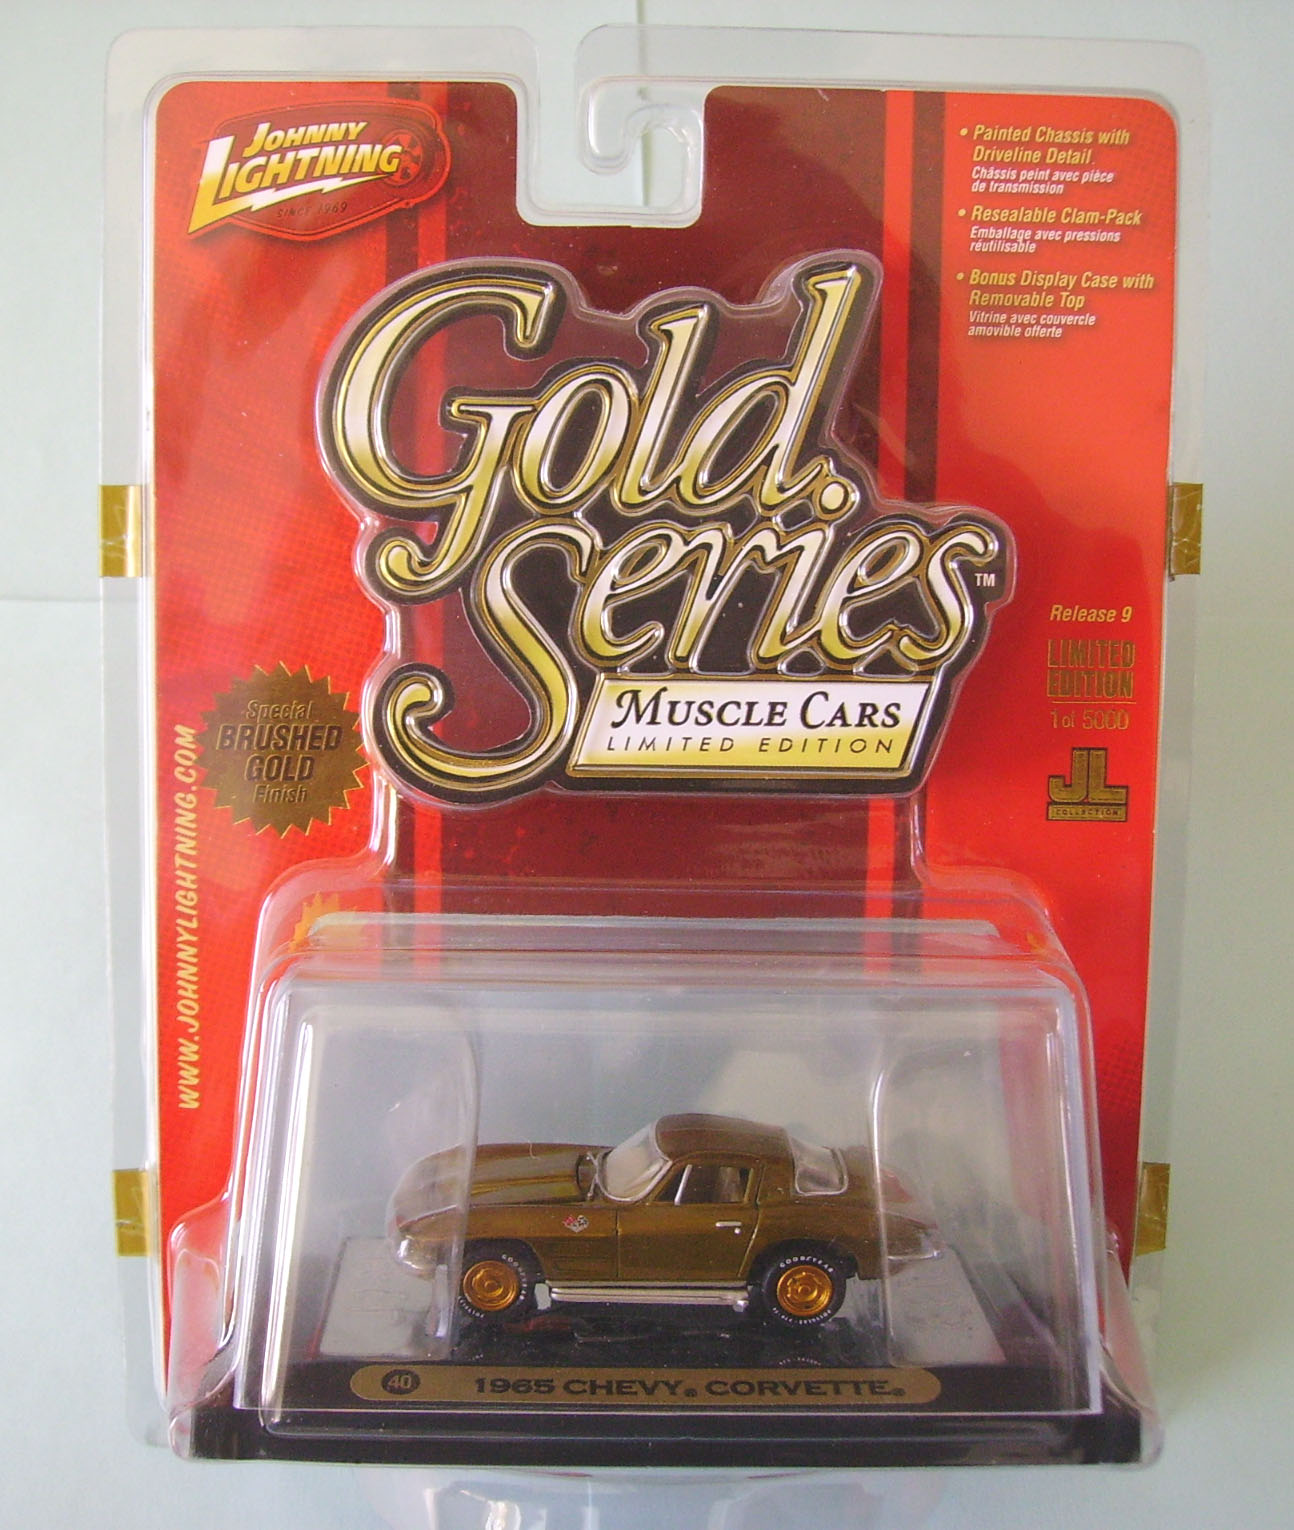 JOHNNY
LIGHTNING
since 1969
• Painted Chassis with
Driveline Detail
Châssis peint avec pièce
de transmission
• Resealable Clam-Pack
Emballage avec pressions
réutilisable
• Bonus Display Case with
Removable Top
Vitrine avec couvercle
amovible offerte
Gold
Series™
MUSCLE CARS
LIMITED EDITION
Release 9
LIMITED
EDITION
1 of 5000
JL
COLLECTION
Special
BRUSHED
GOLD
Finish
WWW.JOHNNYLIGHTNING.COM
GOODYEAR
GOODYEAR
40 1965 CHEVY® CORVETTE®